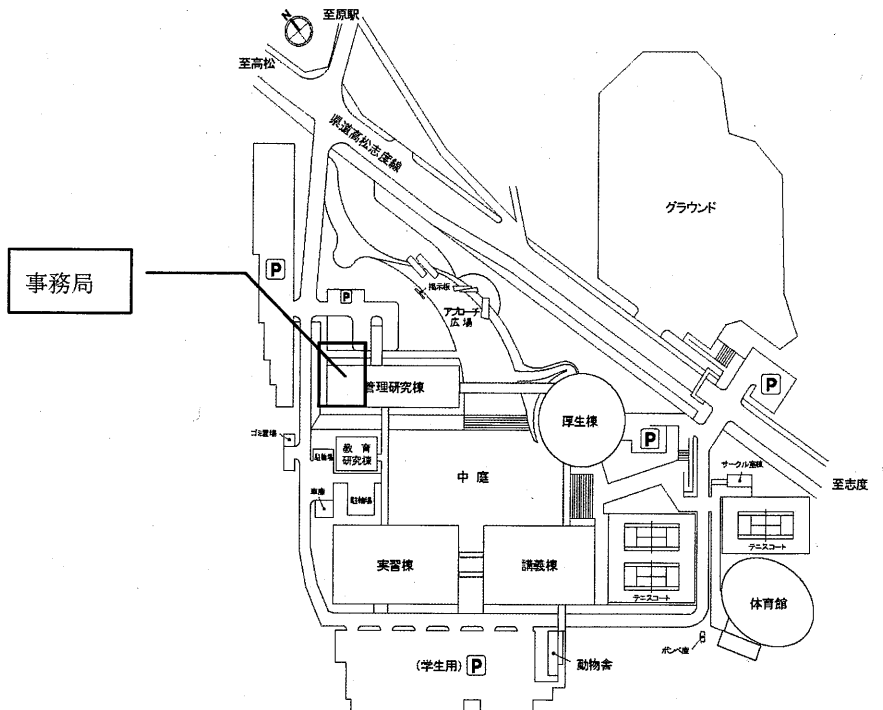 N
至原駅
至高松
県道高松志度線
グラウンド
事務局
P
P
掲示板
アプローチ
広場
P
管理研究棟
厚生棟
P
ゴミ置場
駐輪場
教育
研究棟
中庭
サークル室棟
至志度
車庫
駐輪場
テニスコート
実習棟
講義棟
テニスコート
体育館
ボンベ庫
(学生用) P
動物舎